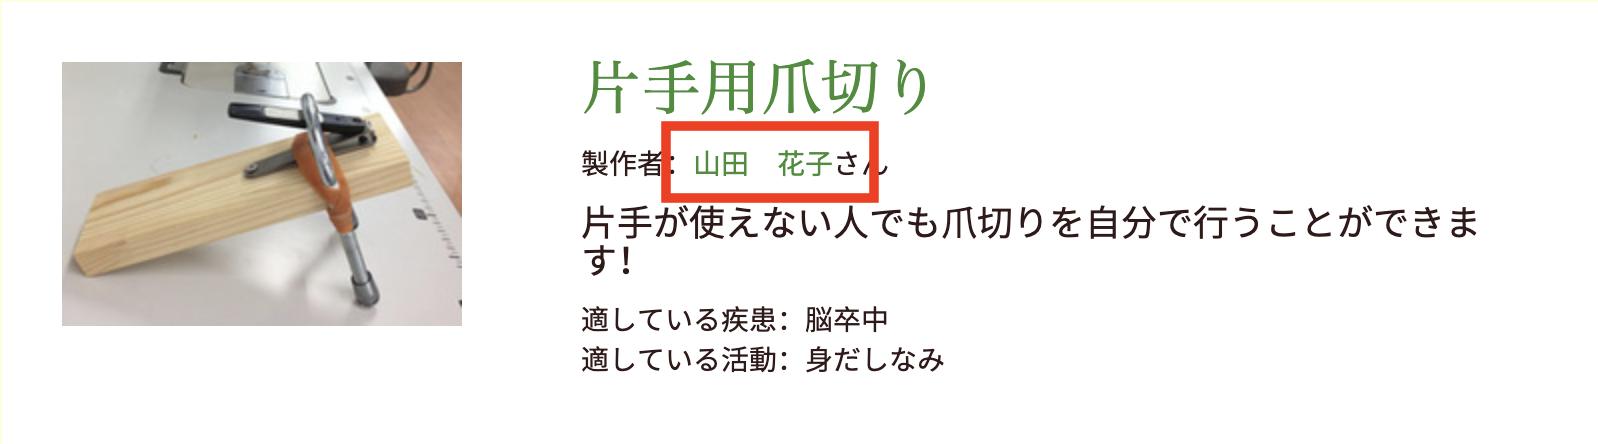 片手用爪切り
製作者：山田　花子さん
片手が使えない人でも爪切りを自分で行うことができま
す！
適している疾患：脳卒中
適している活動：身だしなみ